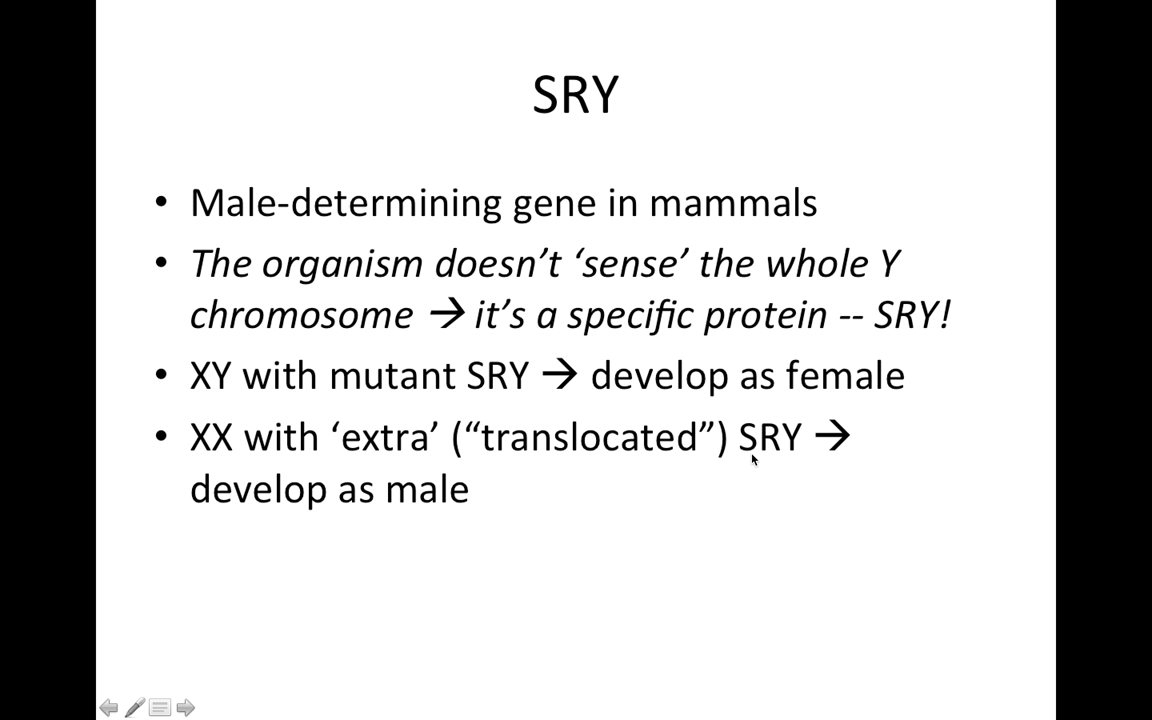 SRY
• Male-determining gene in mammals
• The organism doesn’t ‘sense’ the whole Y
chromosome → it’s a specific protein -- SRY!
• XY with mutant SRY → develop as female
• XX with ‘extra’ (“translocated”) SRY →
develop as male